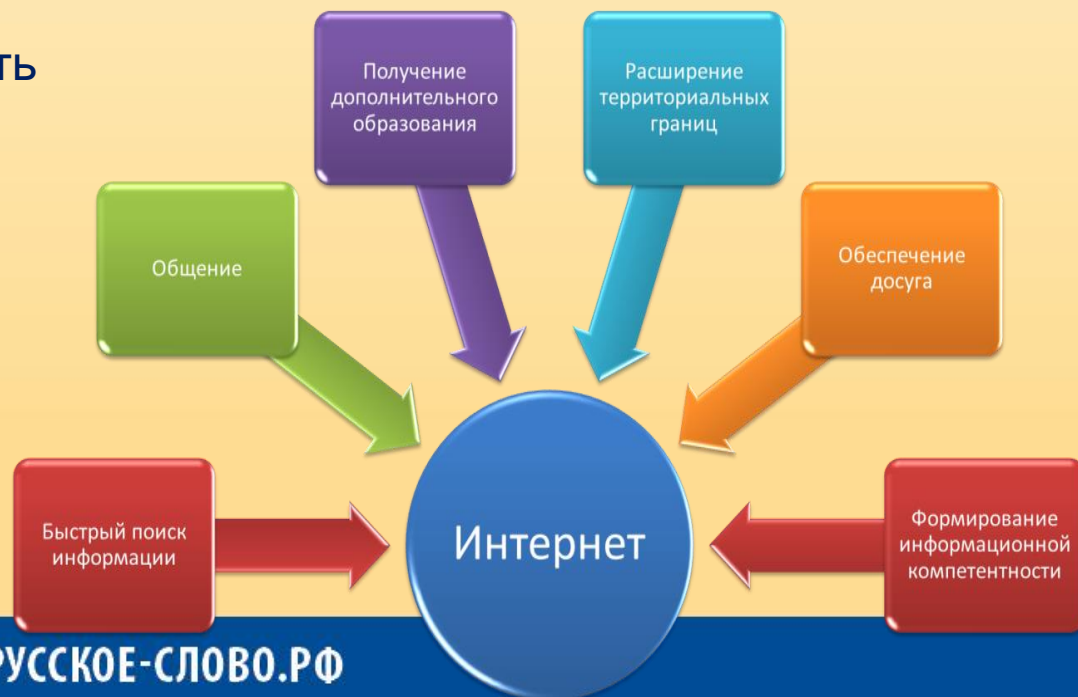 ть
Получение
дополнительного
образования
Расширение
территориальных
границ
Общение
Обеспечение
досуга
Быстрый поиск
информации
Интернет
Формирование
информационной
компетентности
РУССКОЕ-СЛОВО.РФ